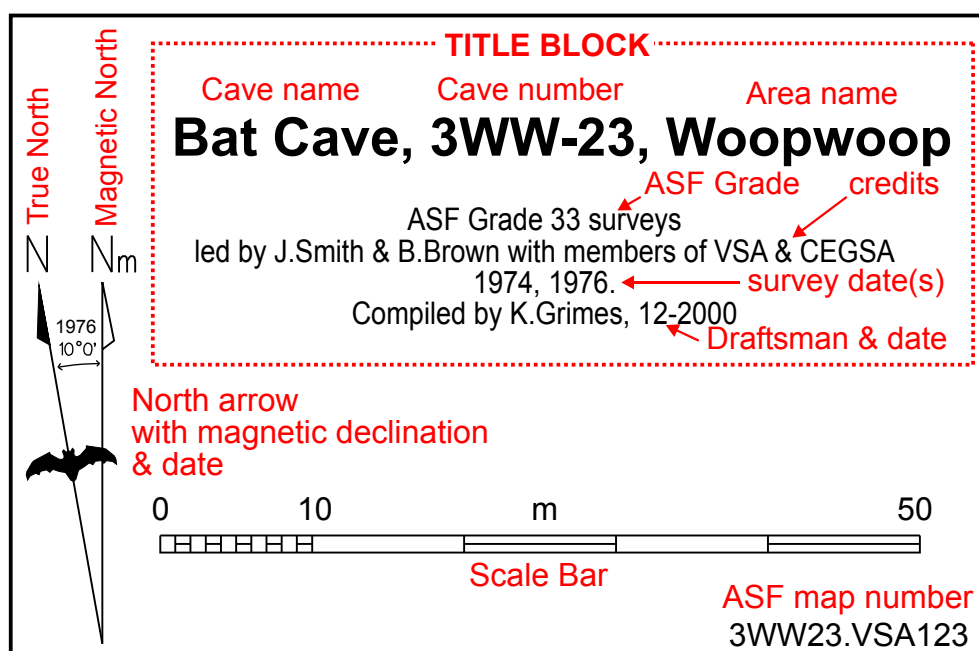 TITLE BLOCK
Cave name Cave number Area name
Bat Cave, 3WW-23, Woopwoop
ASF Grade credits
ASF Grade 33 surveys
led by J.Smith & B.Brown with members of VSA & CEGSA
1974, 1976. survey date(s)
Compiled by K.Grimes, 12-2000
Draftsman & date
True North
Magnetic North
N Nm
1976
10°0'
North arrow
with magnetic declination
& date
0 10 m 50
Scale Bar
ASF map number
3WW23.VSA123